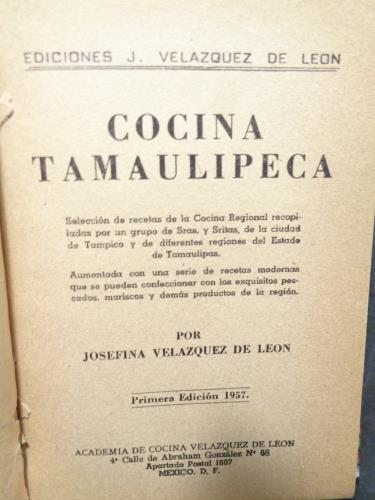 EDICIONES J. VELAZQUEZ DE LEON
COCINA
TAMAULIPECA
Selección de recetas de la Cocina Regional recopi-
ladas por un grupo de Sras. y Sritas, de la ciudad
de Tampico y de diferentes regiones del Estado
de Tamaulipas.
Aumentada con una serie de recetas modernas
que se pueden confeccionar con los exquisitos pes-
cados, mariscos y demás productos de la región.
POR
JOSEFINA VELAZQUEZ DE LEON
Primera Edición 1957.
ACADEMIA DE COCINA VELAZQUEZ DE LEON
4ª Calle de Abraham González Nº 68
Apartado Postal 1607
MEXICO, D. F.